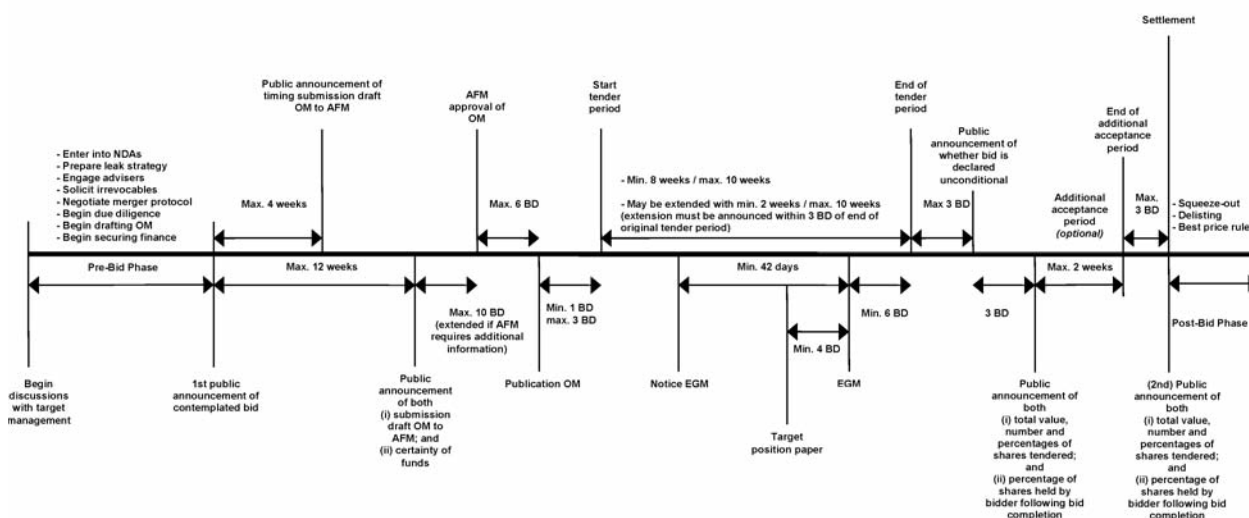 Settlement
Public announcement of
timing submission draft
OM to AFM
AFM
approval of
OM
Start
tender
period
End of
tender
period
Public
announcement of
whether bid is
declared
unconditional
End of
additional
acceptance
period
- Enter into NDAs
- Prepare leak strategy
- Engage advisers
- Solicit irrevocables
- Negotiate merger protocol
- Begin due diligence
- Begin drafting OM
- Begin securing finance
Max. 4 weeks
Max. 6 BD
- Min. 8 weeks / max. 10 weeks
- May be extended with min. 2 weeks / max. 10 weeks
(extension must be announced within 3 BD of end of
original tender period)
Max 3 BD
Additional
acceptance
period
(optional)
Max.
3 BD
- Squeeze-out
- Delisting
- Best price rule
Pre-Bid Phase
Max. 12 weeks
Max. 10 BD
(extended if AFM
requires additional
information)
Min. 1 BD
max. 3 BD
Min. 42 days
Min. 4 BD
Min. 6 BD
3 BD
Max. 2 weeks
Post-Bid Phase
Begin
discussions
with target
management
1st public
announcement of
contemplated bid
Public
announcement
of both
(i) submission
draft OM to
AFM; and
(ii) certainty of
funds
Publication OM
Notice EGM
Target
position paper
EGM
Public
announcement of
both
(i) total value,
number and
percentages of
shares tendered;
and
(ii) percentage of
shares held by
bidder following bid
completion
(2nd) Public
announcement of
both
(i) total value,
number and
percentages of
shares tendered;
and
(ii) percentage of
shares held by
bidder following bid
completion